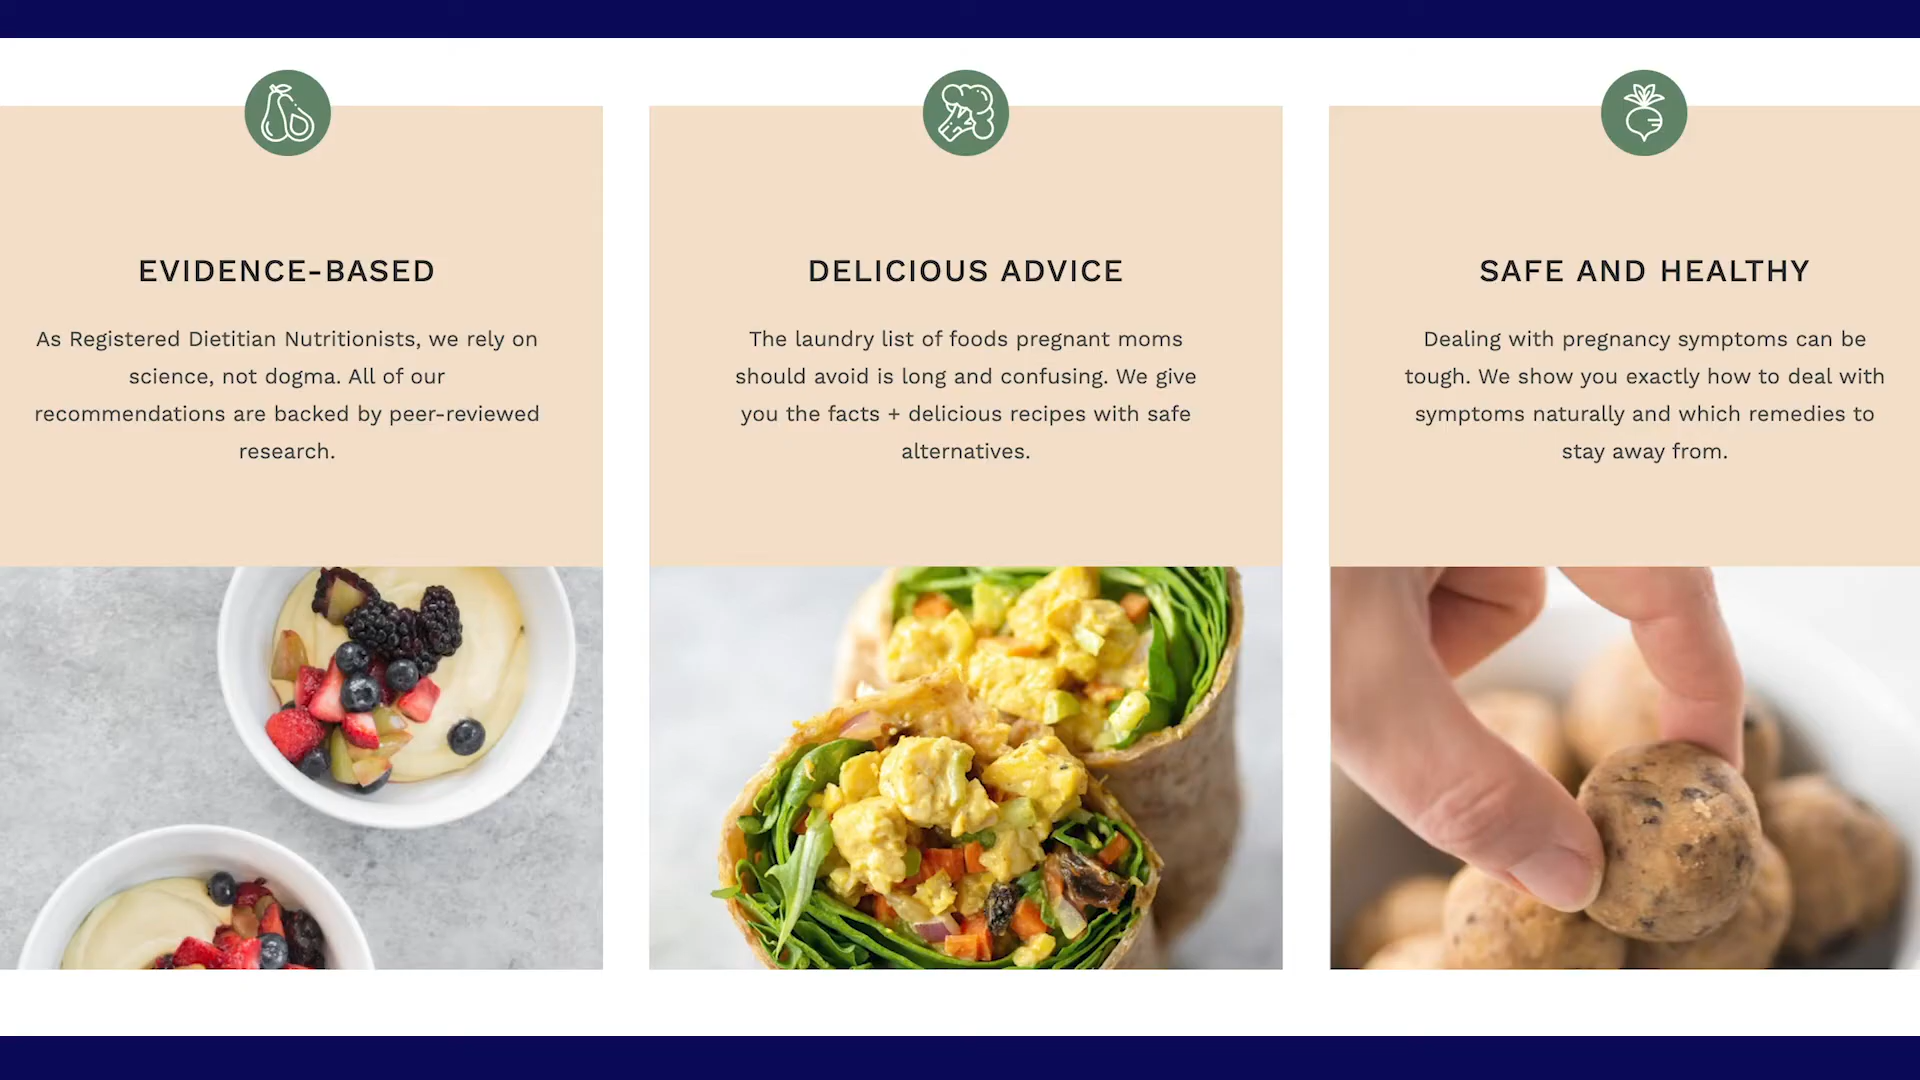 EVIDENCE-BASED
As Registered Dietitian Nutritionists, we rely on
science, not dogma. All of our
recommendations are backed by peer-reviewed
research.
DELICIOUS ADVICE
The laundry list of foods pregnant moms
should avoid is long and confusing. We give
you the facts + delicious recipes with safe
alternatives.
SAFE AND HEALTHY
Dealing with pregnancy symptoms can be
tough. We show you exactly how to deal with
symptoms naturally and which remedies to
stay away from.